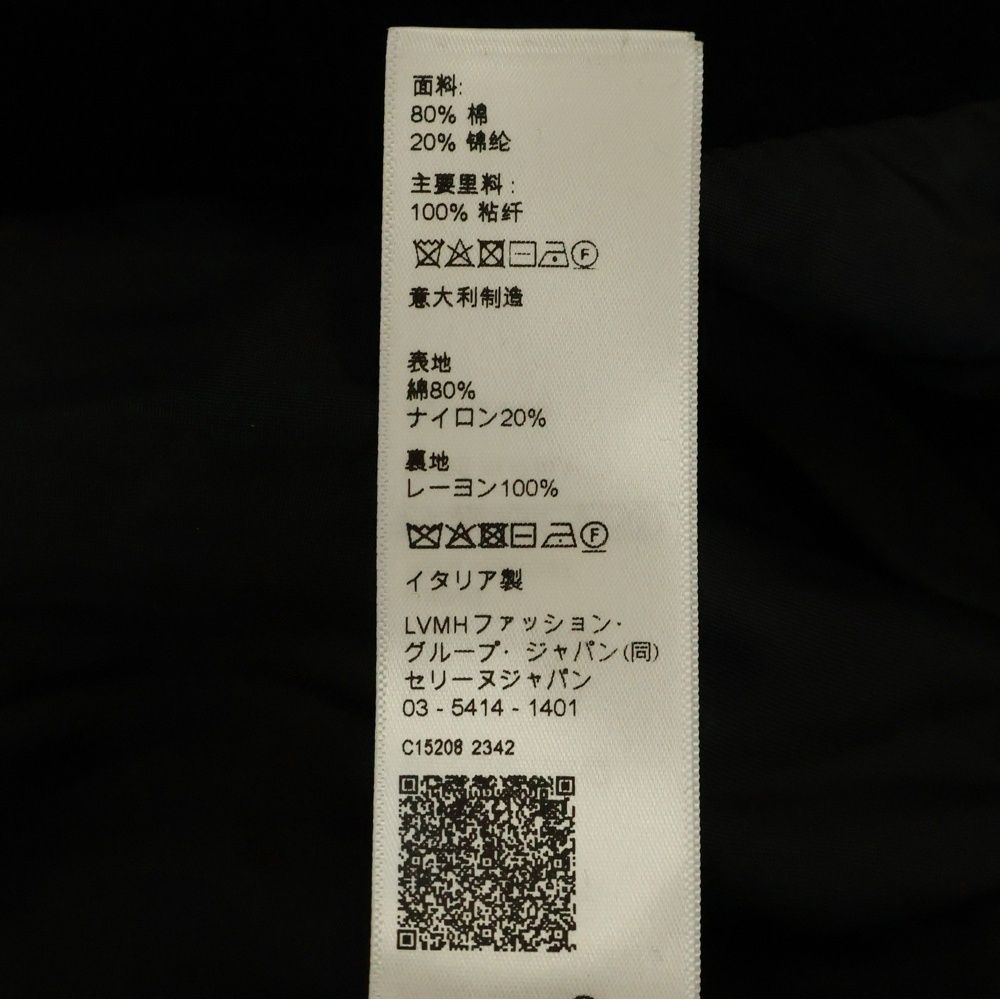 面料:
80% 棉
20% 锦纶
主要里料:
100% 粘纤
F
意大利制造
表地
綿80%
ナイロン20%
裏地
レーヨン100%
F
イタリア製
LVMHファッション・
グループ・ジャパン(同)
セリーヌジャパン
03 - 5414 - 1401
C15208 2342